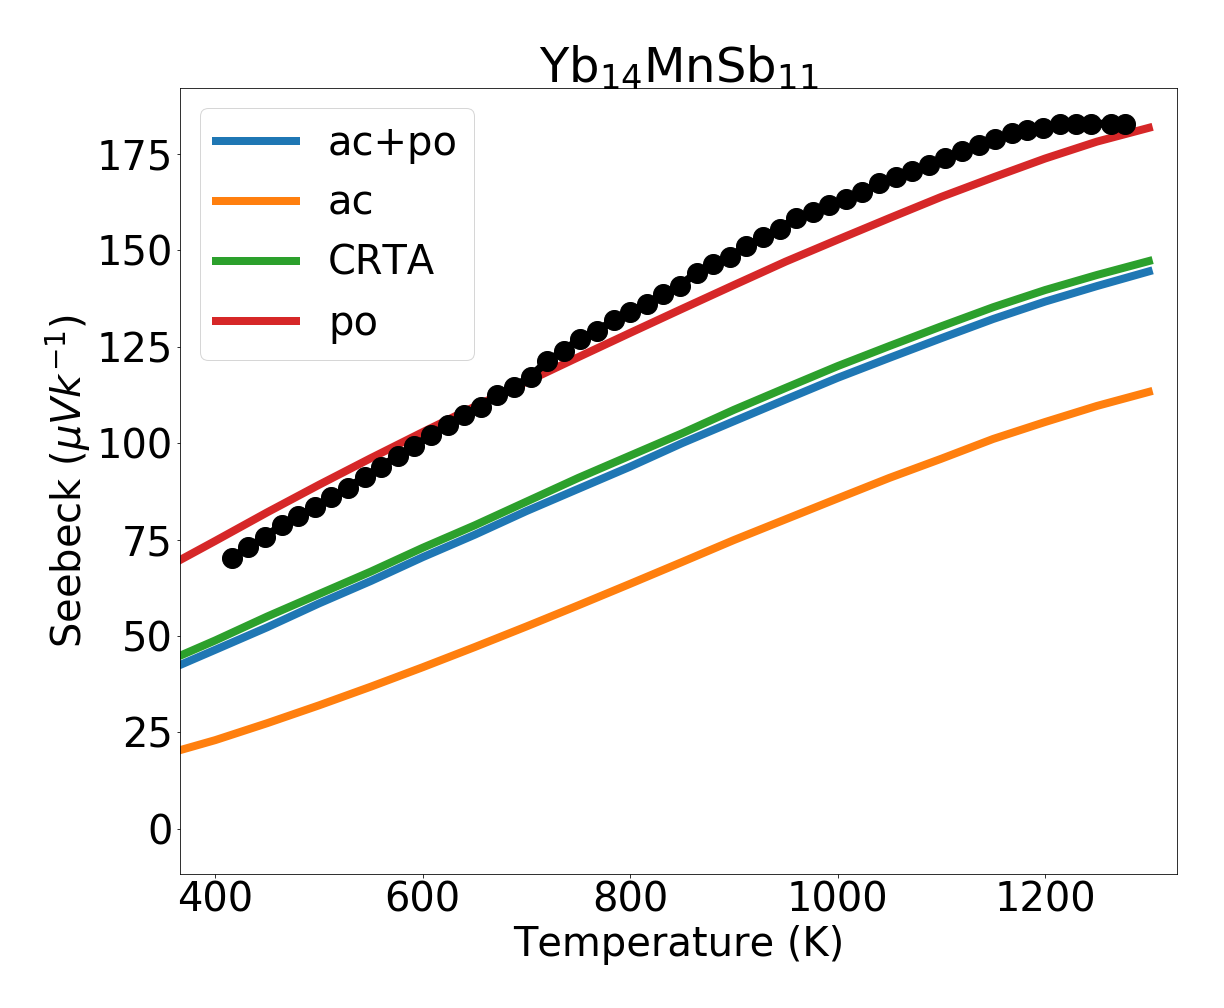 Yb₁₄MnSb₁₁
ac+po
ac
CRTA
po
175
150
125
100
75
50
25
0
Seebeck (μVk⁻¹)
400 600 800 1000 1200
Temperature (K)